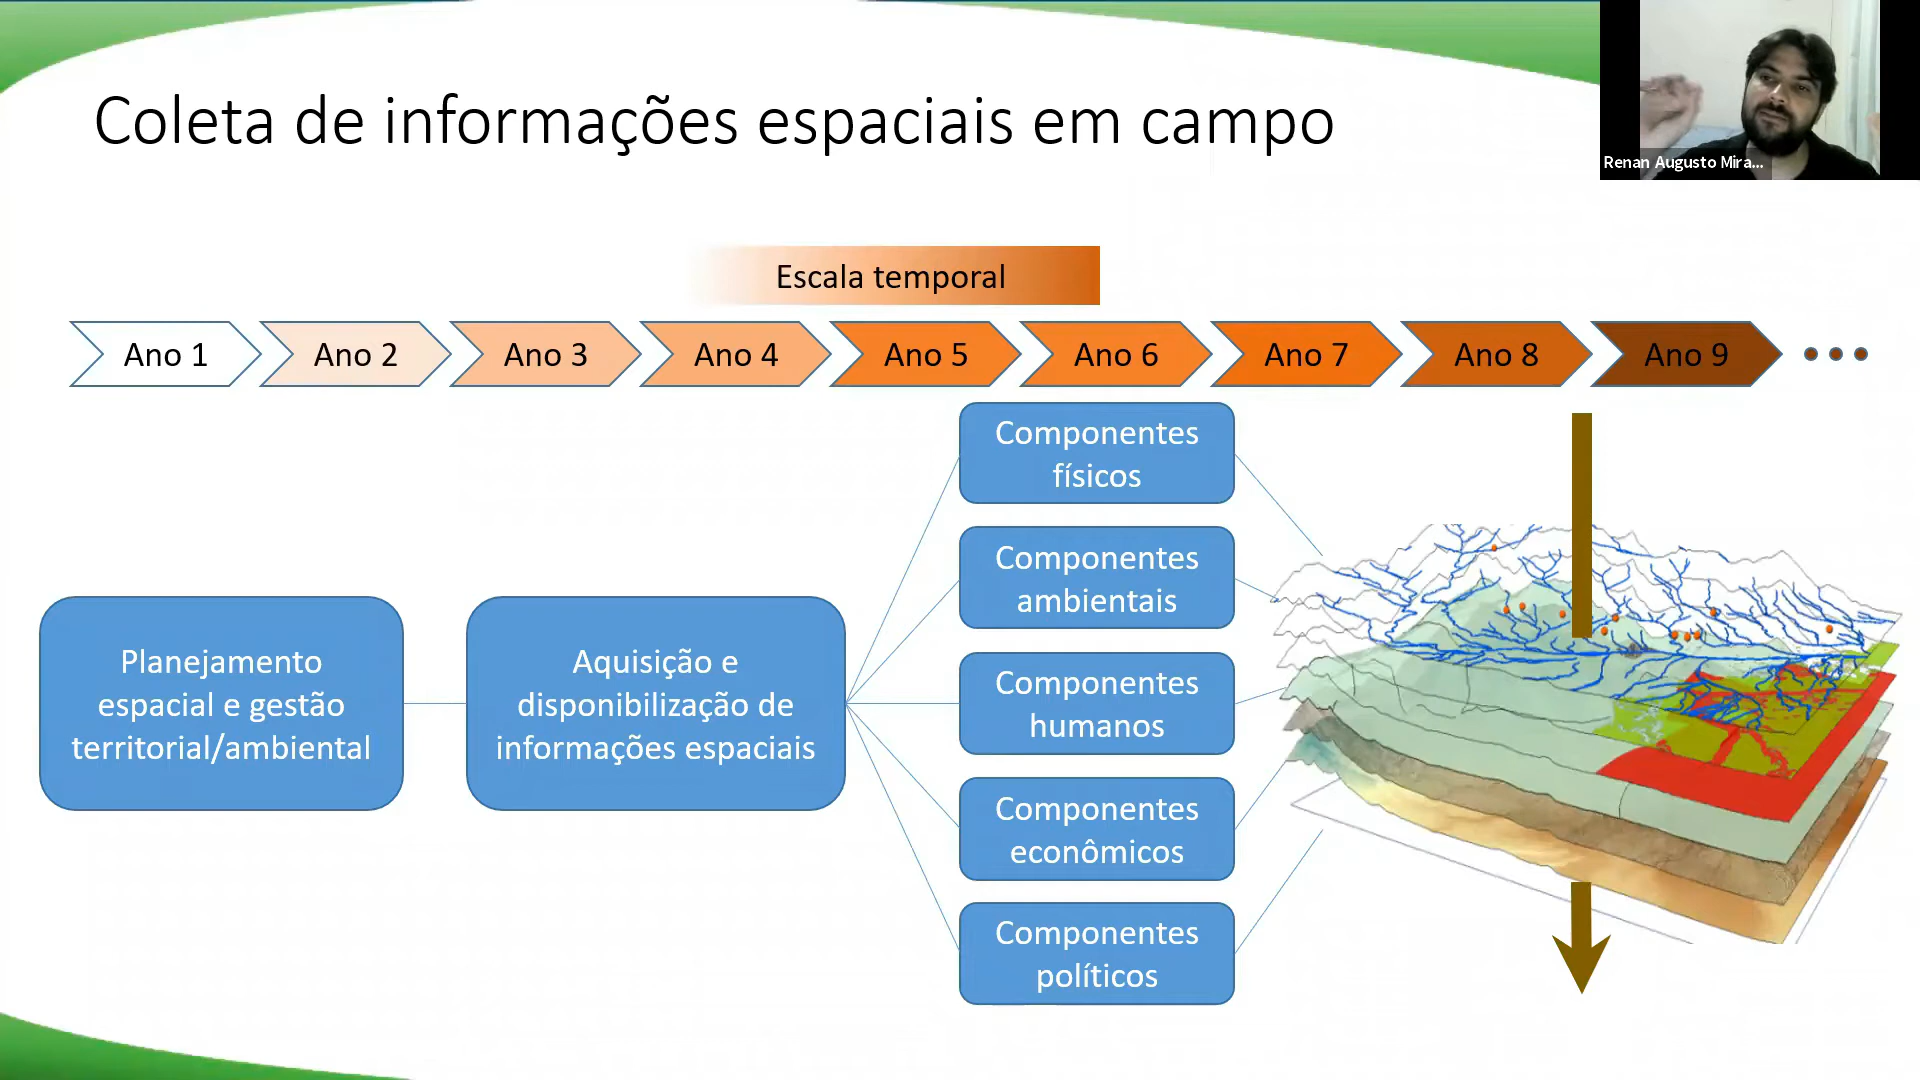 Coleta de informações espaciais em campo
Renan Augusto Mira...
Escala temporal
Ano 1
Ano 2
Ano 3
Ano 4
Ano 5
Ano 6
Ano 7
Ano 8
Ano 9
Planejamento
espacial e gestão
territorial/ambiental
Aquisição e
disponibilização de
informações espaciais
Componentes
físicos
Componentes
ambientais
Componentes
humanos
Componentes
econômicos
Componentes
políticos